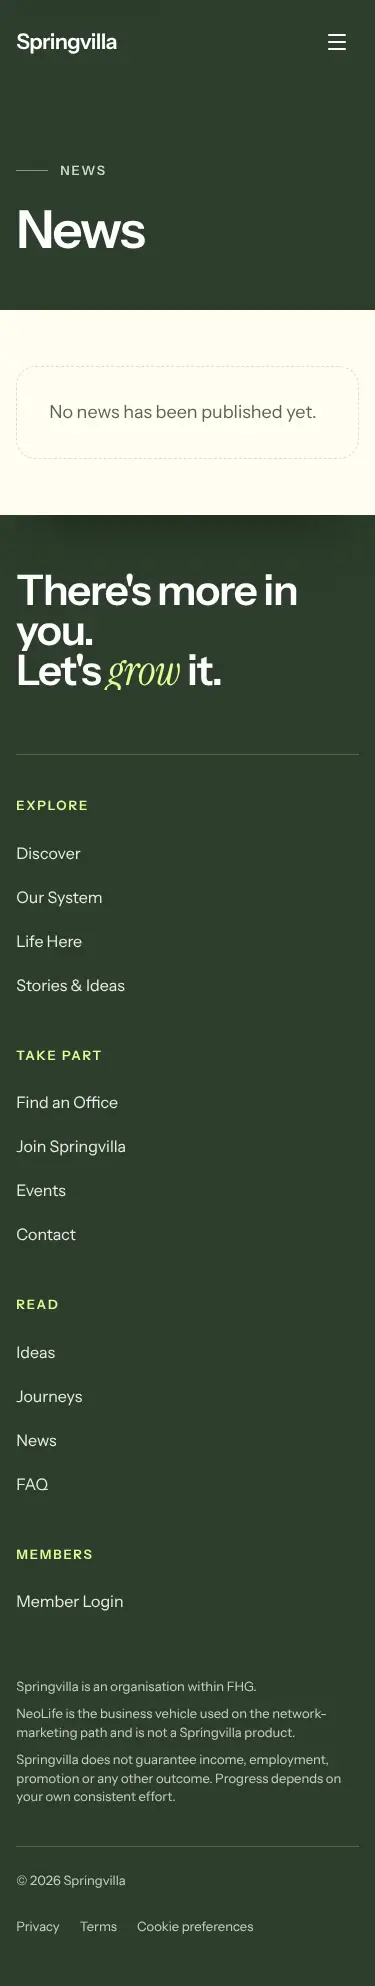 Springvilla
NEWS
News
No news has been published yet.
There's more in
you.
Let's grow it.
EXPLORE
Discover
Our System
Life Here
Stories & Ideas
TAKE PART
Find an Office
Join Springvilla
Events
Contact
READ
Ideas
Journeys
News
FAQ
MEMBERS
Member Login
Springvilla is an organisation within FHG.
NeoLife is the business vehicle used on the network-
marketing path and is not a Springvilla product.
Springvilla does not guarantee income, employment,
promotion or any other outcome. Progress depends on
your own consistent effort.
© 2026 Springvilla
Privacy Terms Cookie preferences